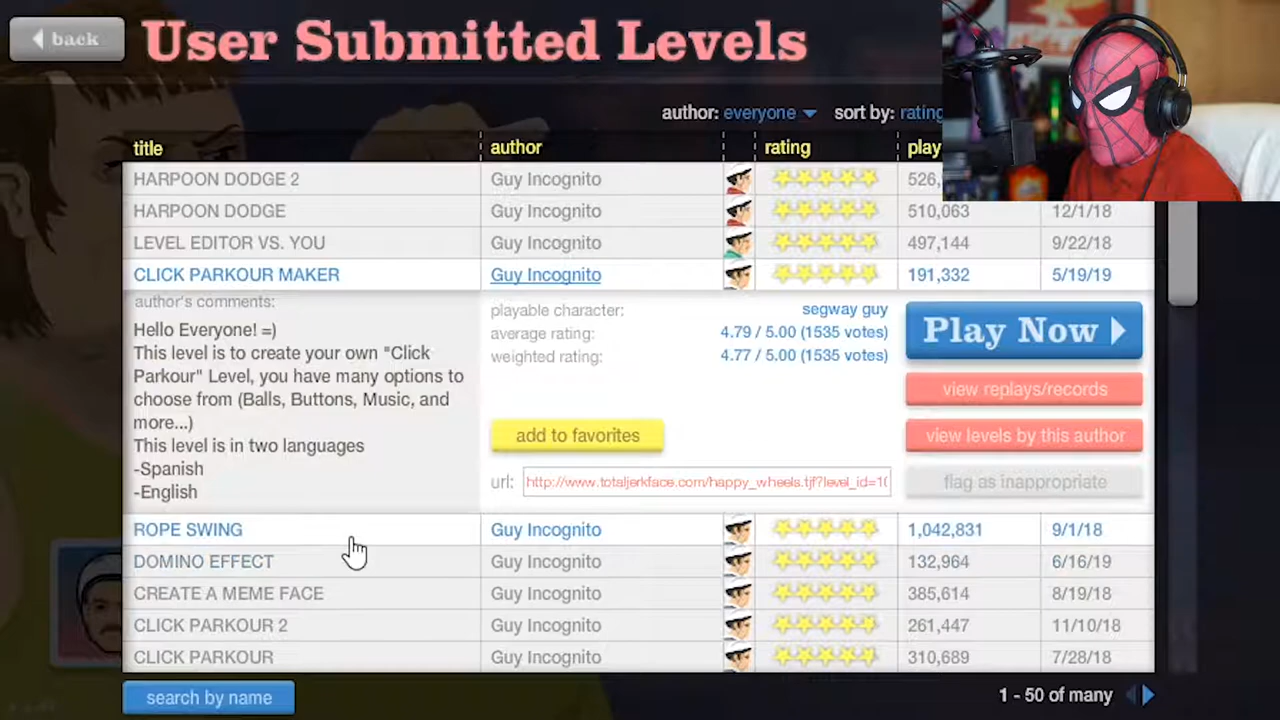 back
User Submitted Levels
author: everyone sort by: rating
title author rating play
HARPOON DODGE 2 Guy Incognito 526,
HARPOON DODGE Guy Incognito 510,063 12/1/18
LEVEL EDITOR VS. YOU Guy Incognito 497,144 9/22/18
CLICK PARKOUR MAKER Guy Incognito 191,332 5/19/19
author's comments:
Hello Everyone! =)
This level is to create your own "Click
Parkour" Level, you have many options to
choose from (Balls, Buttons, Music, and
more...)
This level is in two languages
-Spanish
-English
playable character: segway guy
average rating: 4.79 / 5.00 (1535 votes)
weighted rating: 4.77 / 5.00 (1535 votes)
add to favorites
url: http://www.totaljerkface.com/happy_wheels.tjf?level_id=1
Play Now
view replays/records
view levels by this author
flag as inappropriate
ROPE SWING Guy Incognito 1,042,831 9/1/18
DOMINO EFFECT Guy Incognito 132,964 6/16/19
CREATE A MEME FACE Guy Incognito 385,614 8/19/18
CLICK PARKOUR 2 Guy Incognito 261,447 11/10/18
CLICK PARKOUR Guy Incognito 310,689 7/28/18
search by name
1 - 50 of many